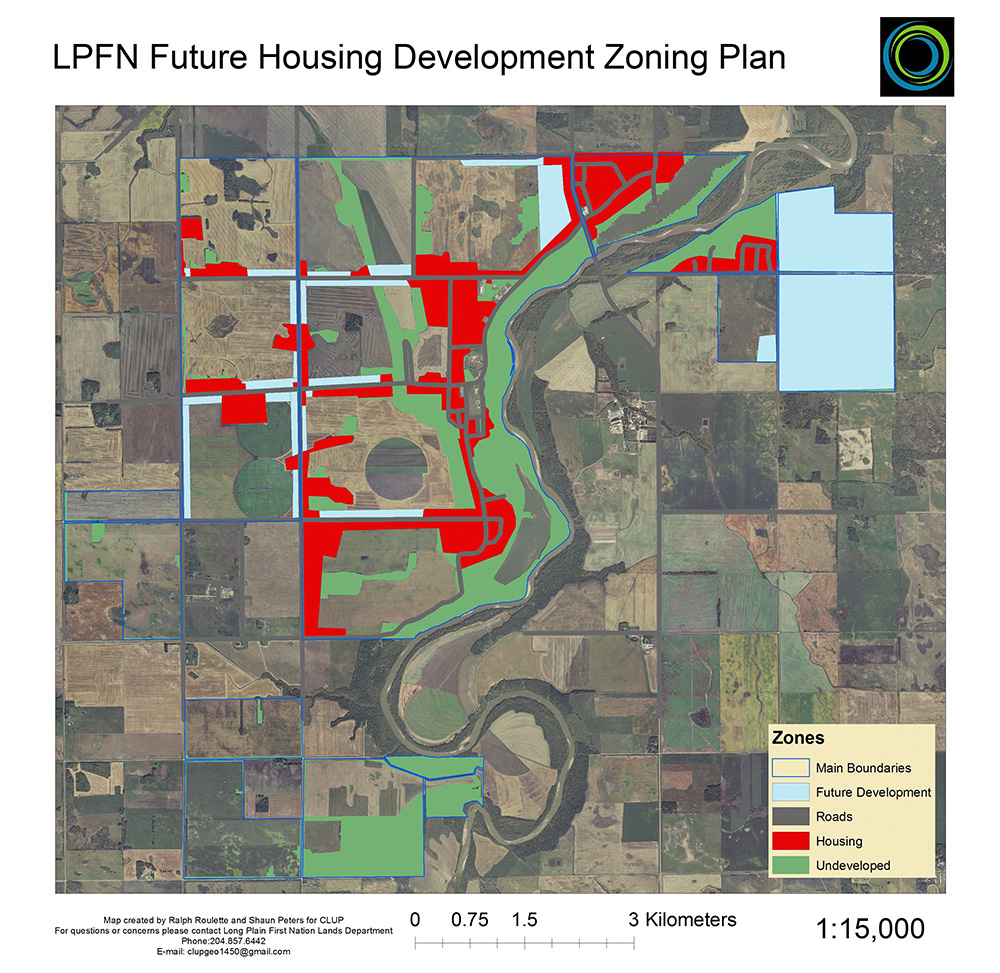 LPFN Future Housing Development Zoning Plan
Zones
Main Boundaries
Future Development
Roads
Housing
Undeveloped
Map created by Ralph Roulette and Shaun Peters for CLUP
For questions or concerns please contact Long Plain First Nation Lands Department
Phone:204.857.6442
E-mail: clupgeo1450@gmail.com
0 0.75 1.5 3 Kilometers
1:15,000